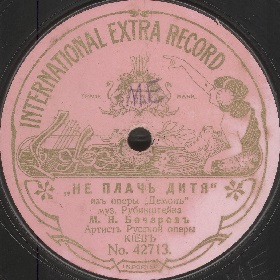 INTERNATIONAL EXTRA RECORD
„НЕ ПЛАЧЬ ДИТЯ“
изъ оперы „Демонъ“
муз. Рубинштейна
М. И. Бочаровъ
Артистъ Русской оперы
КІЕВЪ
No. 42713.